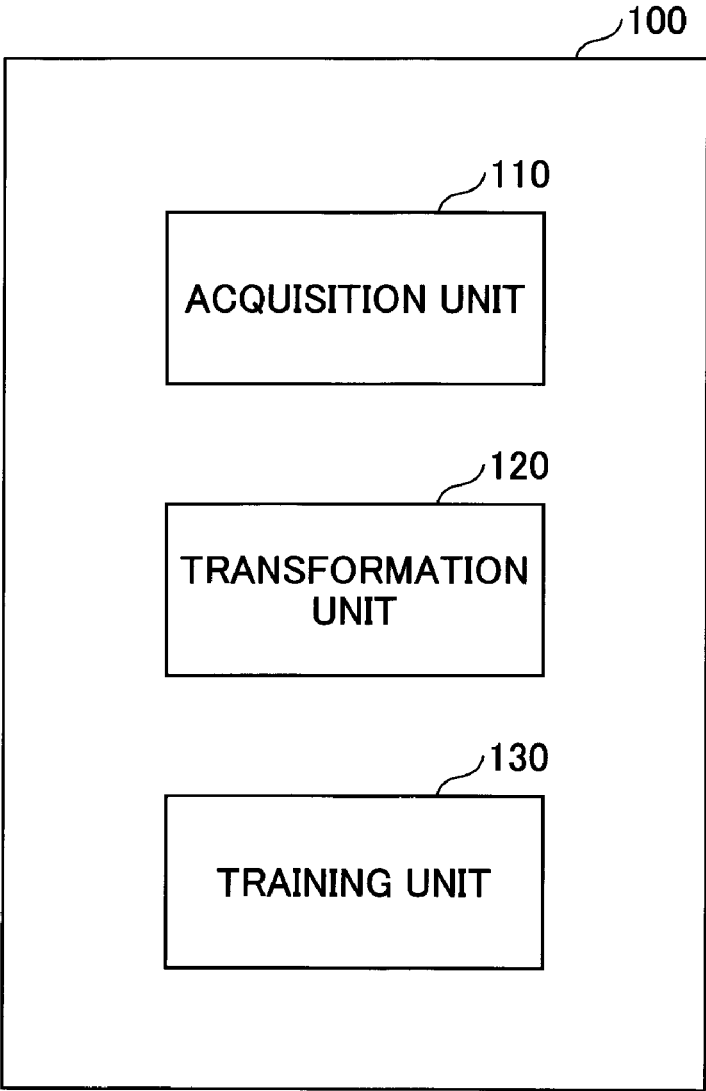 100
110
ACQUISITION UNIT
120
TRANSFORMATION
UNIT
130
TRAINING UNIT